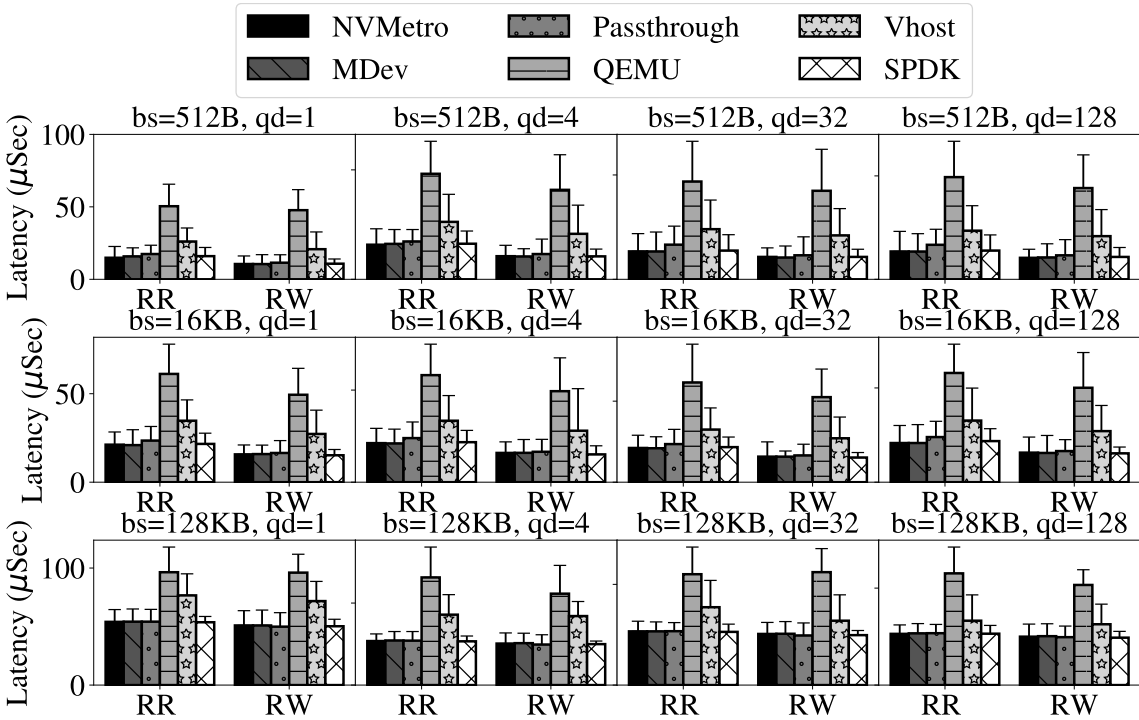 NVMetro Passthrough Vhost
MDev QEMU SPDK
bs=512B, qd=1 bs=512B, qd=4 bs=512B, qd=32 bs=512B, qd=128
Latency (μSec)
100
50
0
RR RW RR RW RR RW RR RW
bs=16KB, qd=1 bs=16KB, qd=4 bs=16KB, qd=32 bs=16KB, qd=128
Latency (μSec)
50
0
RR RW RR RW RR RW RR RW
bs=128KB, qd=1 bs=128KB, qd=4 bs=128KB, qd=32 bs=128KB, qd=128
Latency (μSec)
100
0
RR RW RR RW RR RW RR RW